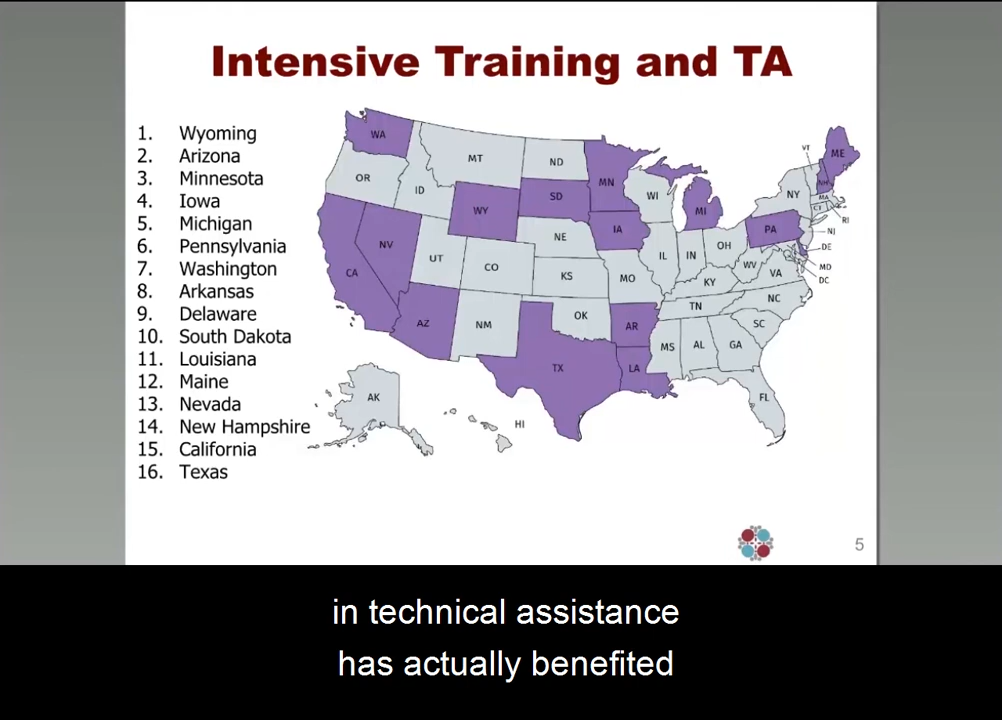 Intensive Training and TA
1. Wyoming
2. Arizona
3. Minnesota
4. Iowa
5. Michigan
6. Pennsylvania
7. Washington
8. Arkansas
9. Delaware
10. South Dakota
11. Louisiana
12. Maine
13. Nevada
14. New Hampshire
15. California
16. Texas
WA
MT
ND
MN
VT
ME
OR
ID
WY
SD
WI
MI
NY
NH
MA
CT
RI
NV
NE
IA
PA
NJ
CA
UT
CO
KS
MO
IL
IN
OH
WV
VA
DE
MD
DC
KY
AZ
NM
OK
AR
TN
NC
SC
TX
LA
MS
AL
GA
FL
AK
HI
5
in technical assistance
has actually benefited